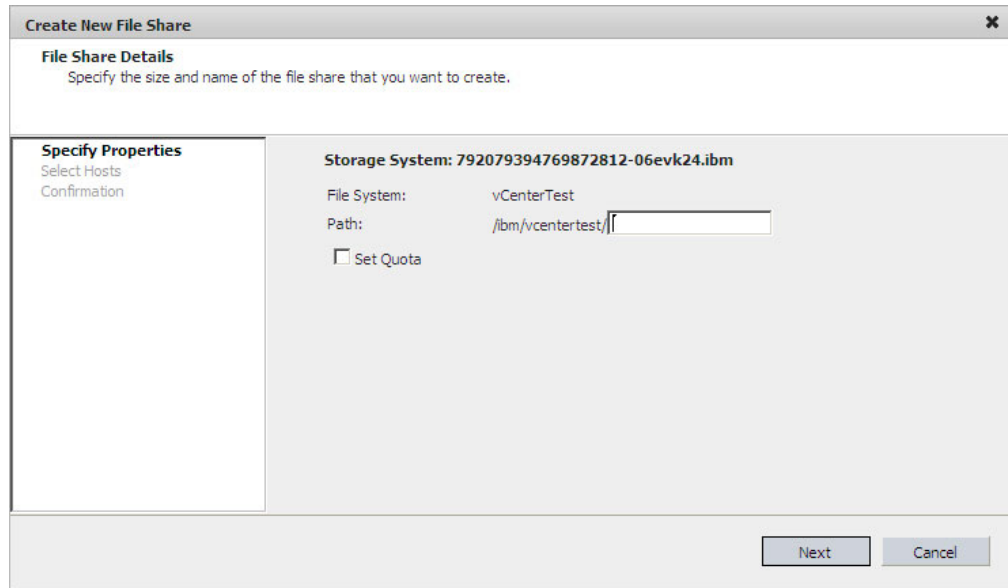 Create New File Share
File Share Details
Specify the size and name of the file share that you want to create.
Specify Properties
Select Hosts
Confirmation
Storage System: 792079394769872812-06evk24.ibm
File System: vCenterTest
Path: /ibm/vcentertest/
Set Quota
Next Cancel